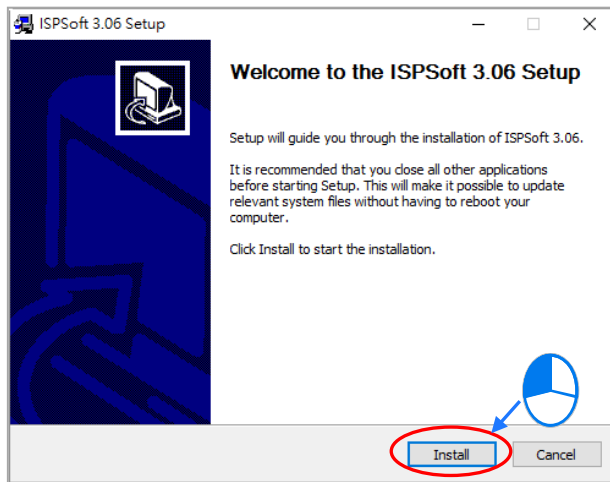 ISPSoft 3.06 Setup
Welcome to the ISPSoft 3.06 Setup
Setup will guide you through the installation of ISPSoft 3.06.
It is recommended that you close all other applications
before starting Setup. This will make it possible to update
relevant system files without having to reboot your
computer.
Click Install to start the installation.
Install
Cancel